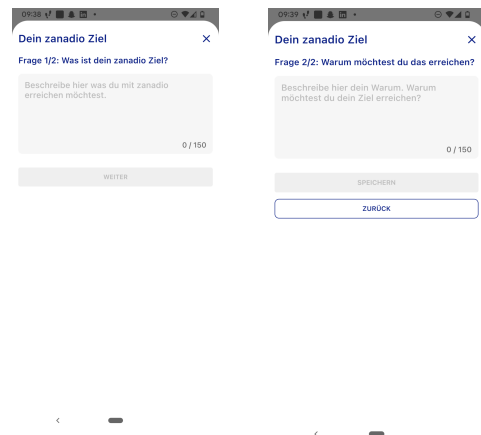 09:38
Dein zanadio Ziel
Frage 1/2: Was ist dein zanadio Ziel?
Beschreibe hier was du mit zanadio
erreichen möchtest.
0 / 150
WEITER
09:39
Dein zanadio Ziel
Frage 2/2: Warum möchtest du das erreichen?
Beschreibe hier dein Warum. Warum
möchtest du dein Ziel erreichen?
0 / 150
SPEICHERN
ZURÜCK